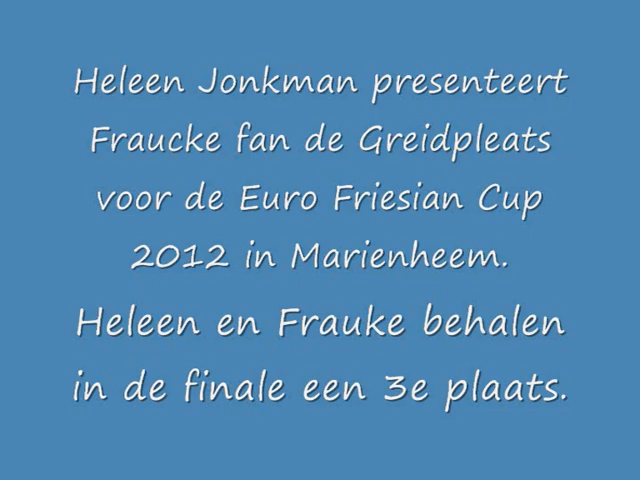 Heleen Jonkman presenteert
Fraucke fan de Greidpleats
voor de Euro Friesian Cup
2012 in Marienheem.
Heleen en Frauke behalen
in de finale een 3e plaats.